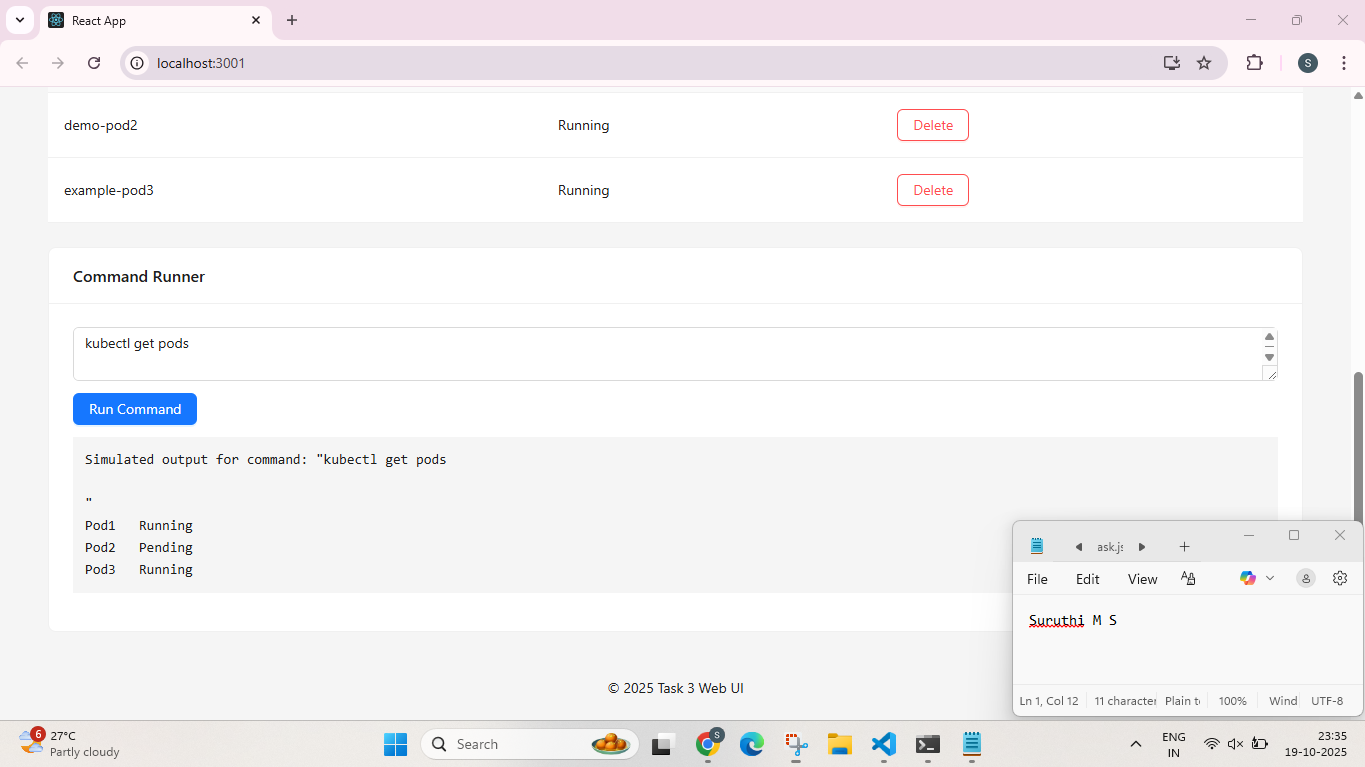 React App
localhost:3001
S
demo-pod2 Running Delete
example-pod3 Running Delete
Command Runner
kubectl get pods
Run Command
Simulated output for command: "kubectl get pods
"
Pod1 Running
Pod2 Pending
Pod3 Running
© 2025 Task 3 Web UI
ask.js
File Edit View
Suruthi M S
Ln 1, Col 12 11 character Plain t 100% Wind UTF-8
6 27°C
Partly cloudy
Search
S
ENG
IN
23:35
19-10-2025